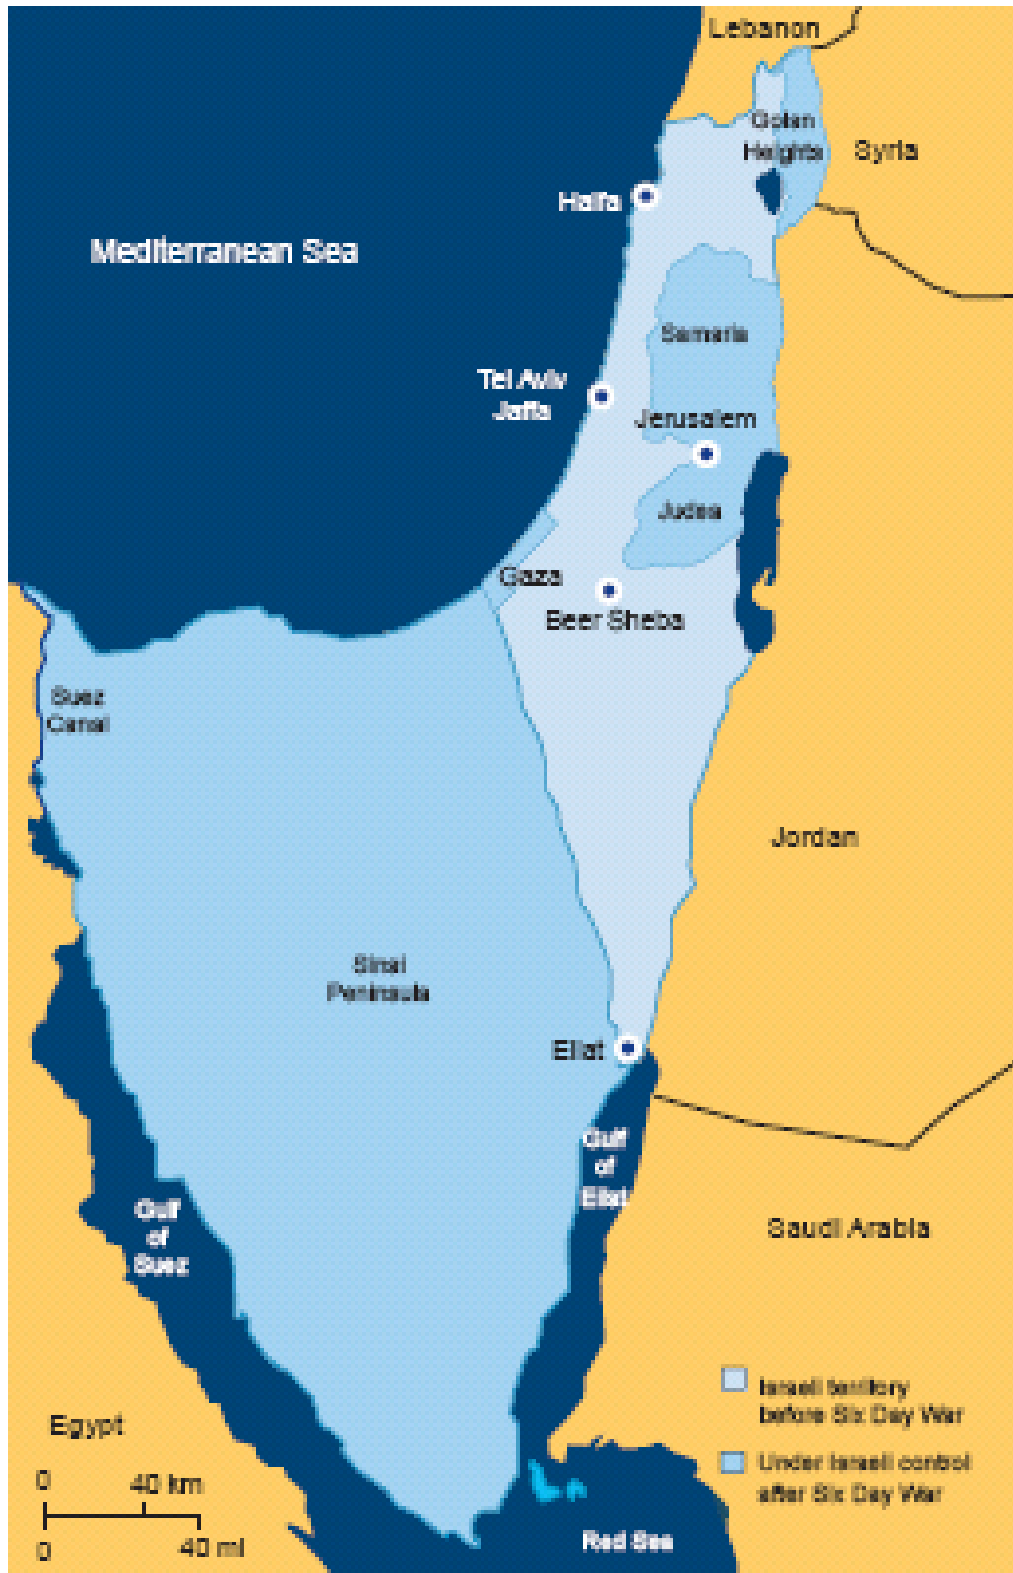 Lebanon
Golan
Heights
Syria
Haifa
Mediterranean Sea
Samaria
Tel Aviv
Jaffa
Jerusalem
Judea
Gaza
Beer Sheba
Suez
Canal
Jordan
Sinai
Peninsula
Eilat
Gulf
of
Eilat
Gulf
of
Suez
Saudi Arabia
Israeli territory
before Six Day War
Egypt
Under Israeli control
after Six Day War
0 40 km
0 40 mi
Red Sea